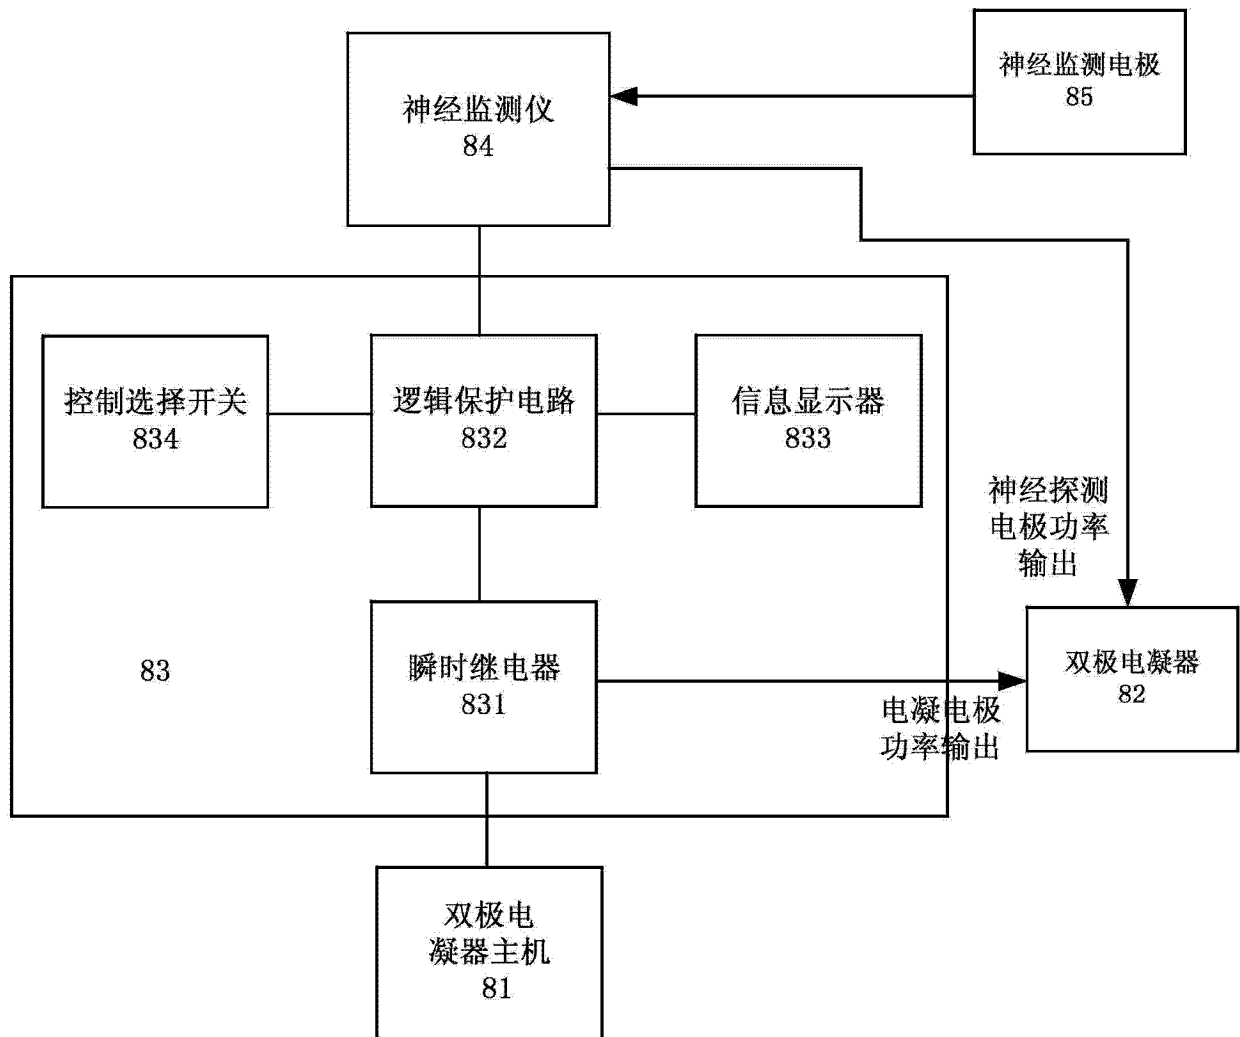 神经监测仪
84
神经监测电极
85
控制选择开关
834
逻辑保护电路
832
信息显示器
833
神经探测
电极功率
输出
83
瞬时继电器
831
电凝电极
功率输出
双极电凝器
82
双极电
凝器主机
81